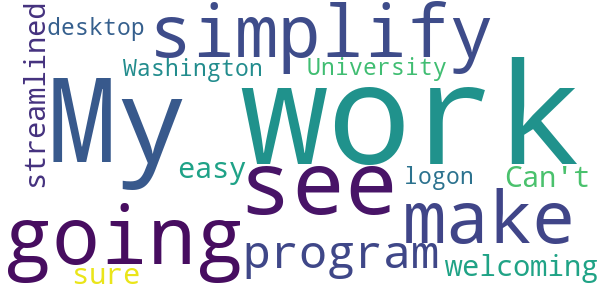 desktop
simplify
streamlined
Washington
University
My
work
easy
see
logon
Can't
going
make
program
welcoming
sure